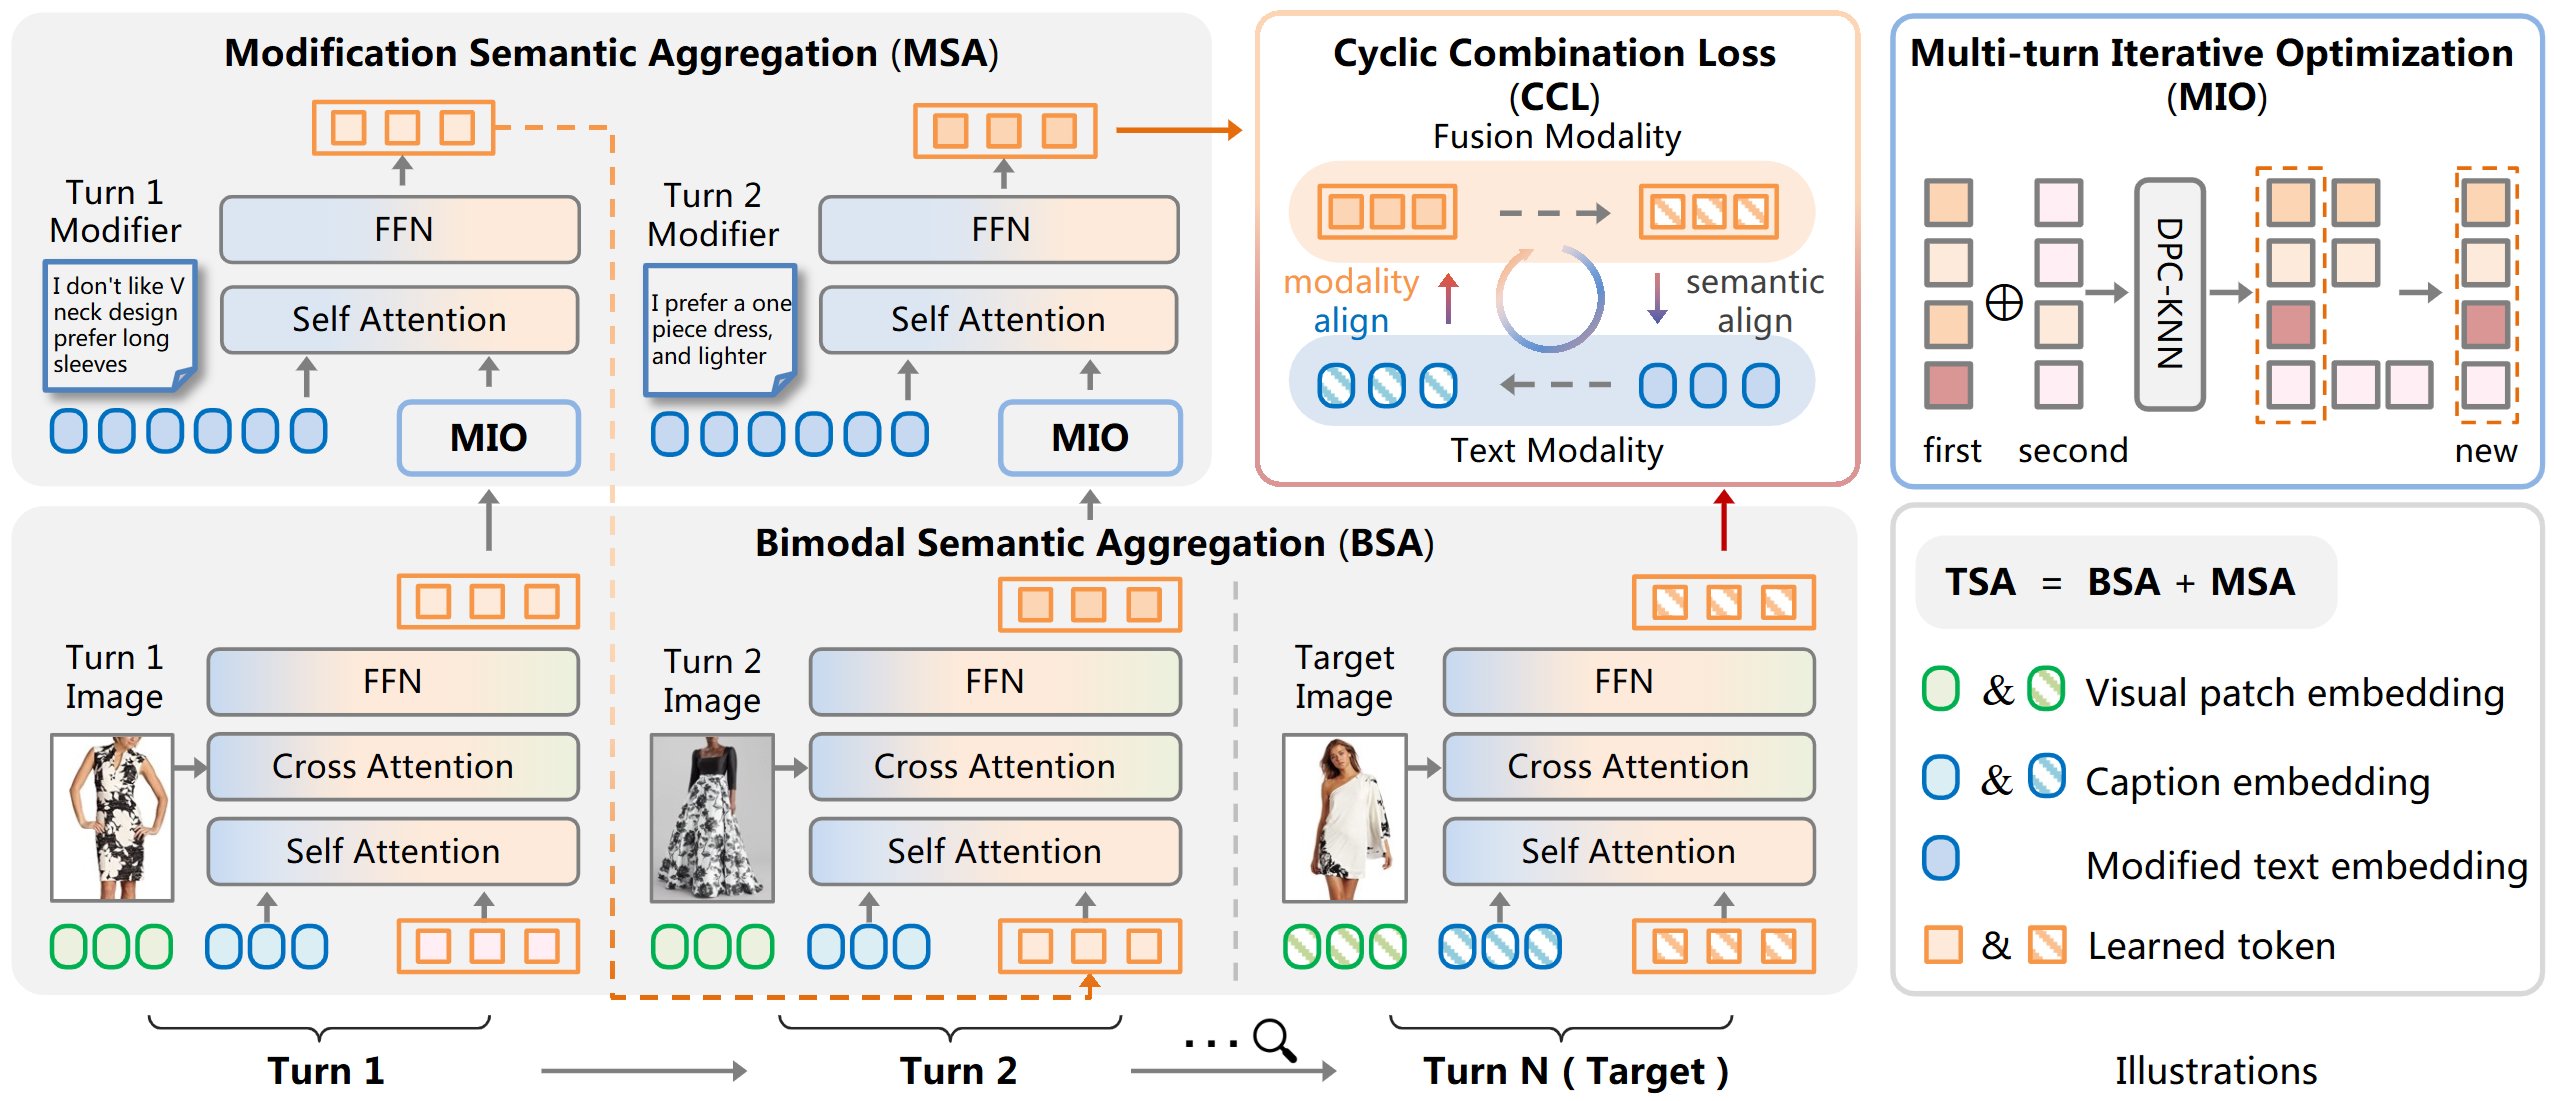 Modification Semantic Aggregation (MSA)
Turn 1
Modifier
I don't like V
neck design
prefer long
sleeves
FFN
Self Attention
MIO
Turn 2
Modifier
I prefer a one
piece dress,
and lighter
FFN
Self Attention
MIO
Cyclic Combination Loss
(CCL)
Fusion Modality
modality
align
semantic
align
Text Modality
Multi-turn Iterative Optimization
(MIO)
⊕
DPC-KNN
first
second
new
Bimodal Semantic Aggregation (BSA)
Turn 1
Image
FFN
Cross Attention
Self Attention
Turn 2
Image
FFN
Cross Attention
Self Attention
Target
Image
FFN
Cross Attention
Self Attention
TSA = BSA + MSA
& Visual patch embedding
& Caption embedding
Modified text embedding
& Learned token
Turn 1
Turn 2
...
Turn N ( Target )
Illustrations